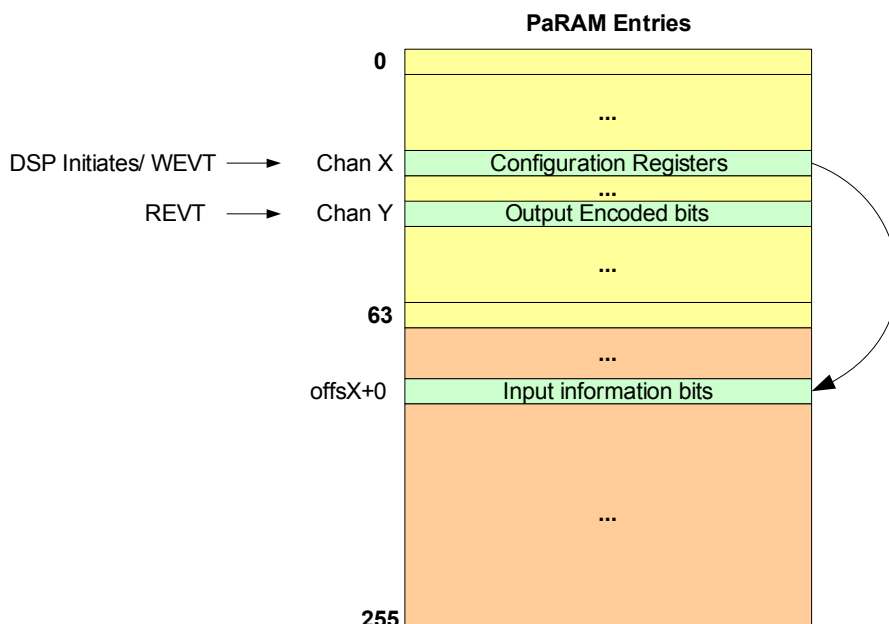 PaRAM Entries
0
...
DSP Initiates/ WEVT
Chan X
Configuration Registers
...
REVT
Chan Y
Output Encoded bits
...
63
...
offsX+0
Input information bits
...
255